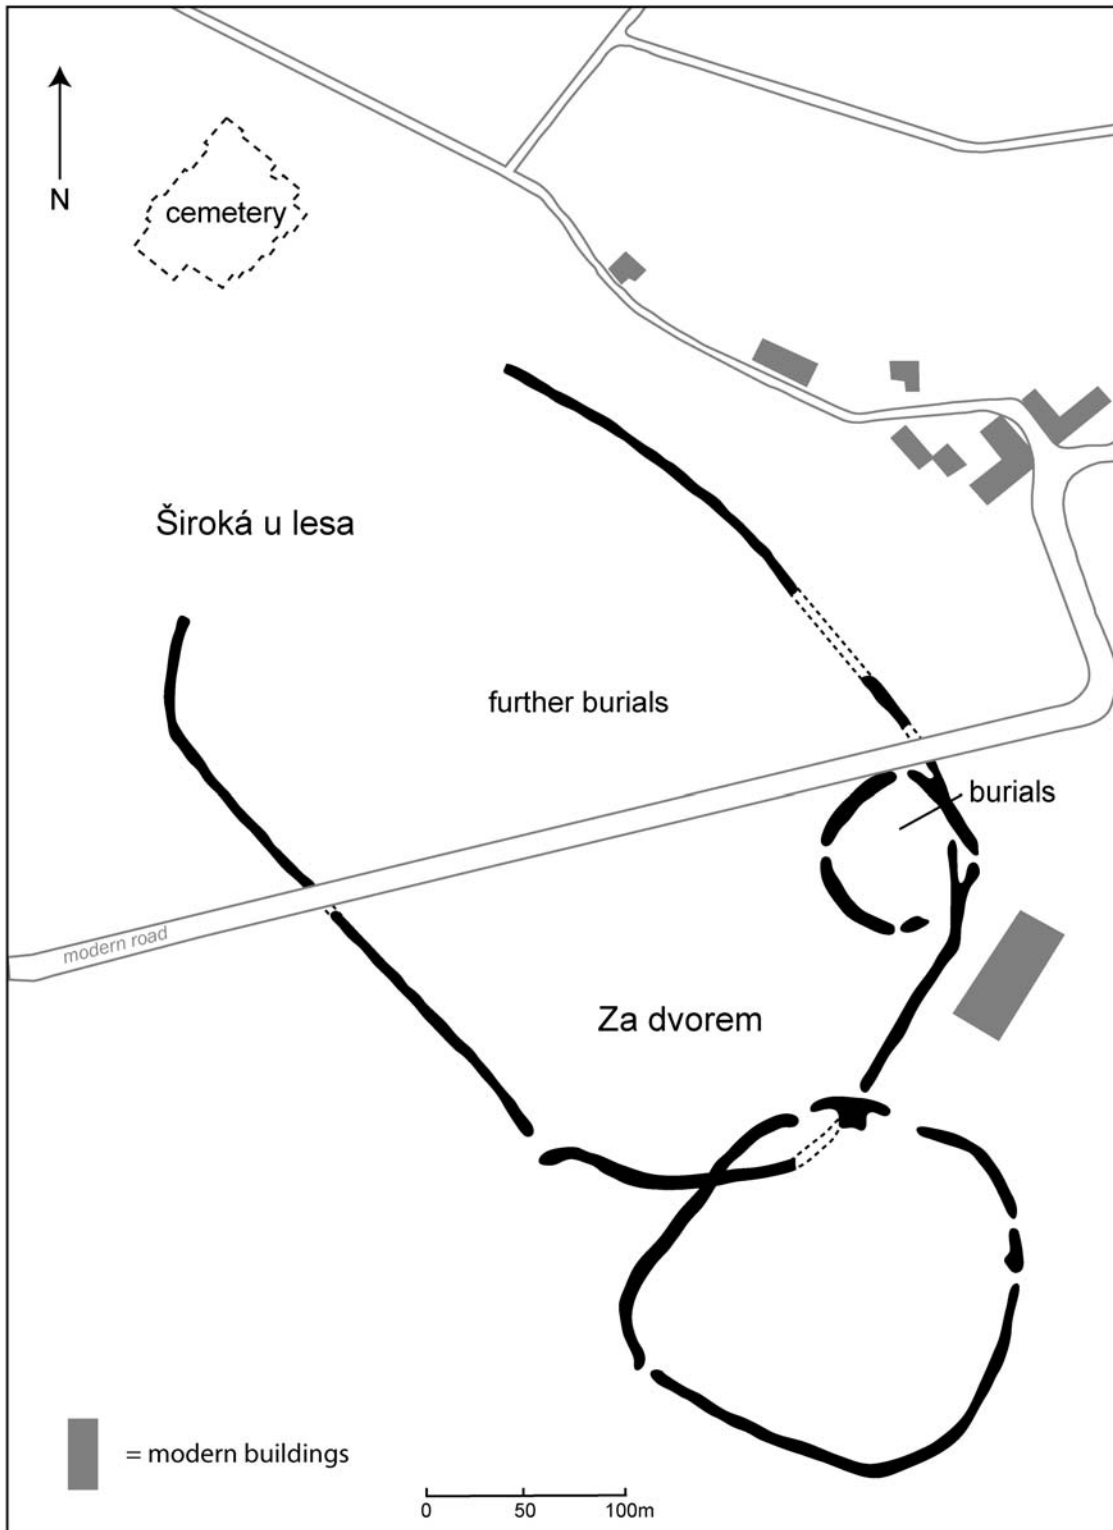 N
cemetery
Široká u lesa
further burials
burials
modern road
Za dvorem
= modern buildings
0 50 100m